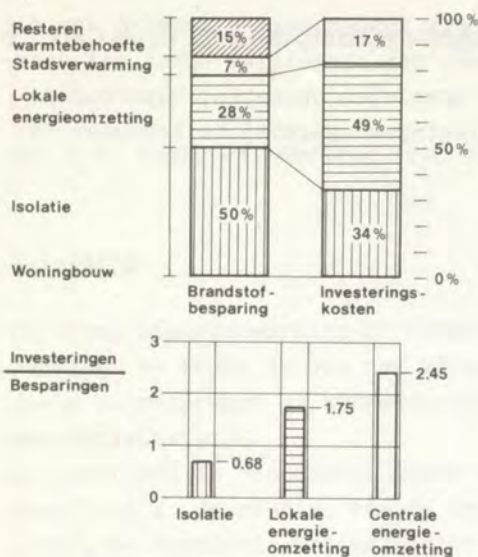 Resteren
warmtebehoefte
Stadsverwarming
Lokale
energieomzetting
Isolatie
Woningbouw
15%
7%
28%
50%
17%
49%
34%
100%
50%
0%
Brandstof-
besparing
Investerings-
kosten
Investeringen
Besparingen
3
2
1
0
0.68
1.75
2.45
Isolatie
Lokale
energie-
omzetting
Centrale
energie-
omzetting